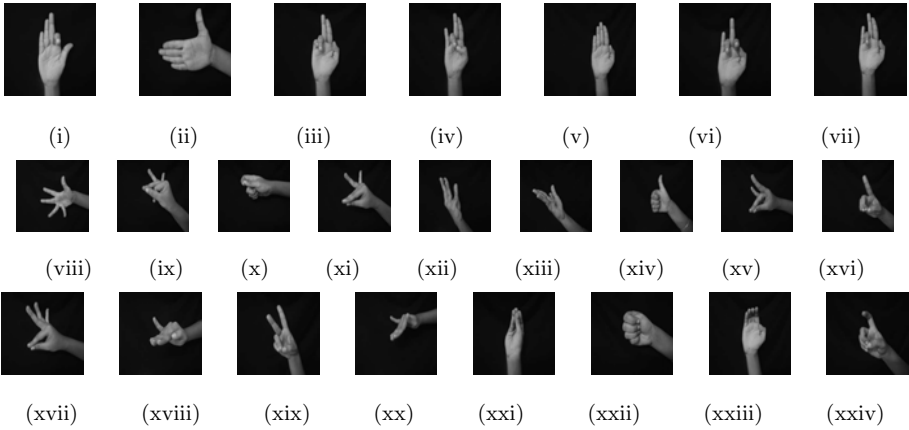 (i) (ii) (iii) (iv) (v) (vi) (vii)
(viii) (ix) (x) (xi) (xii) (xiii) (xiv) (xv) (xvi)
(xvii) (xviii) (xix) (xx) (xxi) (xxii) (xxiii) (xxiv)